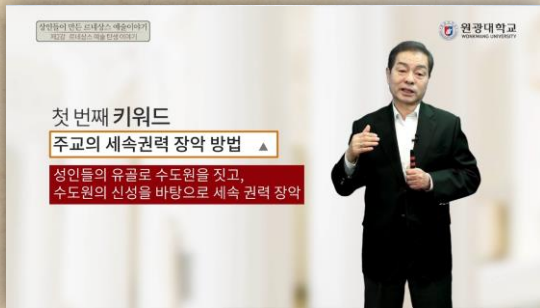 상인들이 만든 르네상스 예술이야기
제2강 르네상스 예술 탄생 이야기
원광대학교
WONKWANG UNIVERSITY
첫 번째 키워드
주교의 세속권력 장악 방법 ▲
성인들의 유골로 수도원을 짓고,
수도원의 신성을 바탕으로 세속 권력 장악